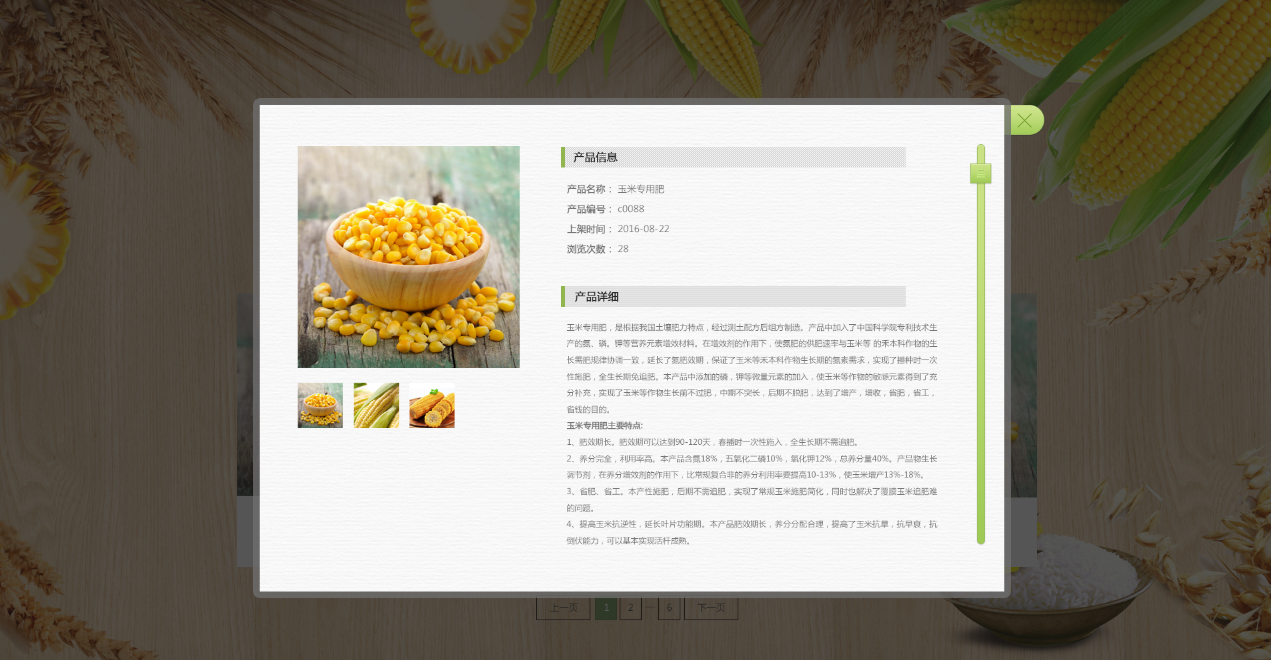 产品信息
产品名称： 玉米专用肥
产品编号： c0088
上架时间： 2016-08-22
浏览次数： 28
产品详细
玉米专用肥，是根据我国土壤肥力特点，经过测土配方后组方制造。产品中加入了中国科学院专利技术生
产的氮、磷。钾等营养元素增效材料。在增效剂的作用下，使氮肥的供肥速率与玉米等 的禾本科作物的生
长需肥规律协调一致，延长了氮肥效期，保证了玉米等禾本科作物生长期的氮素需求，实现了播种时一次
性施肥，全生长期免追肥。本产品中添加的磷，钾等微量元素的加入，使玉米等作物的敏感元素得到了充
分补充，实现了玉米等作物生长前不过肥，中期不突长，后期不脱肥，达到了增产，增收，省肥，省工，
省钱的目的。
玉米专用肥主要特点:
1、肥效期长。肥效期可以达到90-120天，春播时一次性施入，全生长期不需追肥。
2、养分完全，利用率高。本产品含氮18%，五氧化二磷10%，氧化钾12%，总养分量40%。产品物生长
调节剂，在养分增效剂的作用下，比常规复合非的养分利用率要提高10-13%，使玉米增产13%-18%。
3、省肥、省工。本产性施肥，后期不需追肥，实现了常规玉米施肥简化，同时也解决了覆膜玉米追肥难
的问题。
4、提高玉米抗逆性，延长叶片功能期。本产品肥效期长，养分分配合理，提高了玉米抗旱，抗早衰，抗
倒伏能力，可以基本实现活杆成熟。
上一页 1 2 ··· 6 下一页